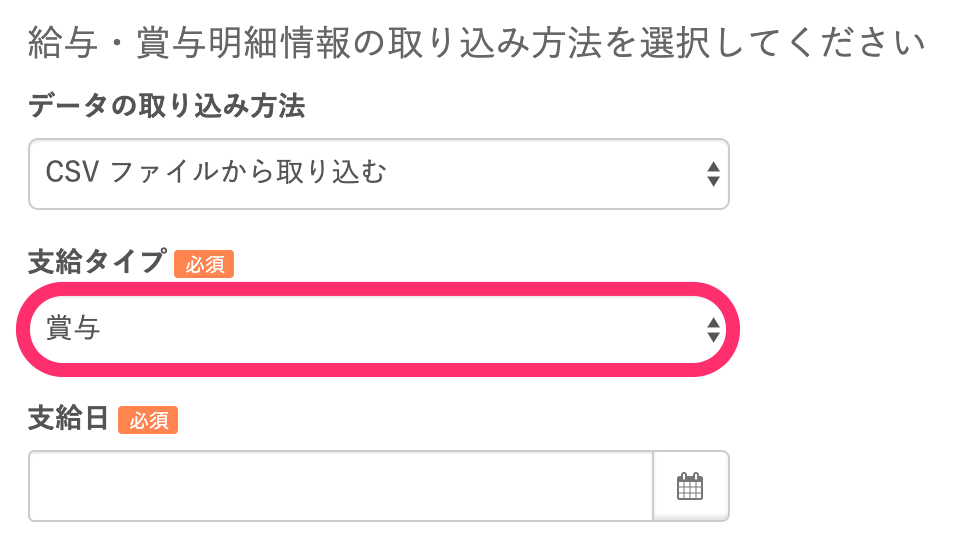 給与・賞与明細情報の取り込み方法を選択してください
データの取り込み方法
CSV ファイルから取り込む
支給タイプ 必須
賞与
支給日 必須